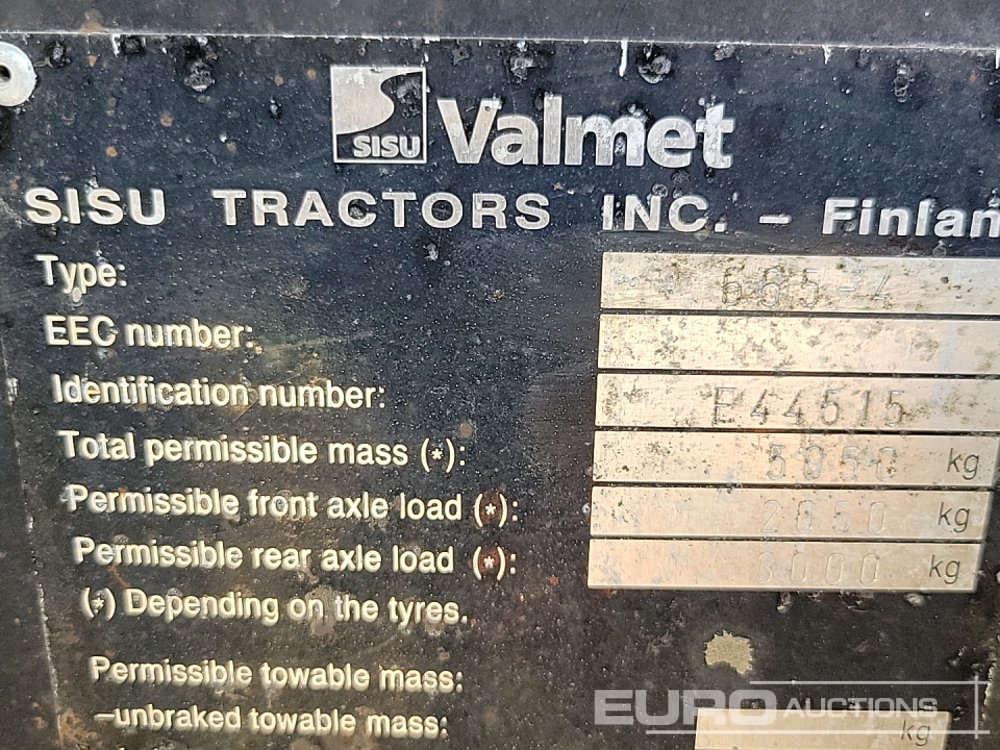 SISU Valmet
SISU TRACTORS INC. – Finlan
Type: 665-4
EEC number:
Identification number: E44515
Total permissible mass (*): 5050 kg
Permissible front axle load (*): 2050 kg
Permissible rear axle load (*): 3000 kg
(*) Depending on the tyres.
Permissible towable mass:
–unbraked towable mass: kg
EURO AUCTIONS